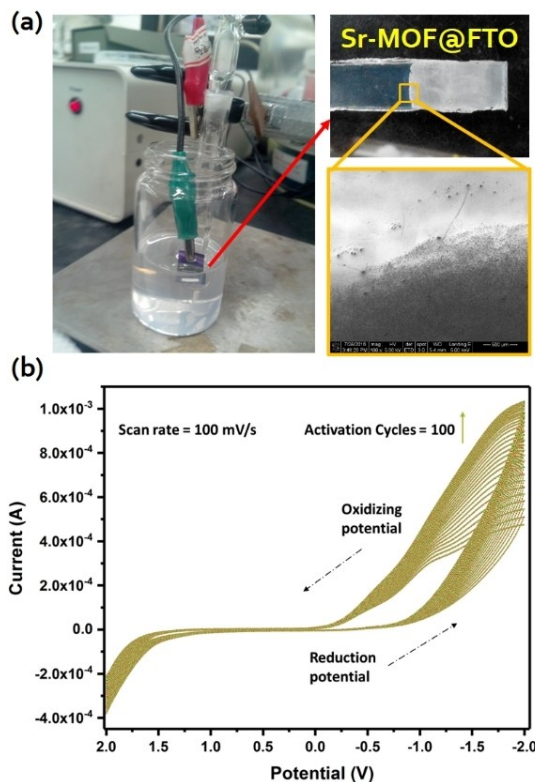 (a)
Sr-MOF@FTO
(b)
Scan rate = 100 mV/s
Activation Cycles = 100
Oxidizing
potential
Reduction
potential
Current (A)
1.0x10⁻³
8.0x10⁻⁴
6.0x10⁻⁴
4.0x10⁻⁴
2.0x10⁻⁴
0.0
-2.0x10⁻⁴
-4.0x10⁻⁴
2.0 1.5 1.0 0.5 0.0 -0.5 -1.0 -1.5 -2.0
Potential (V)